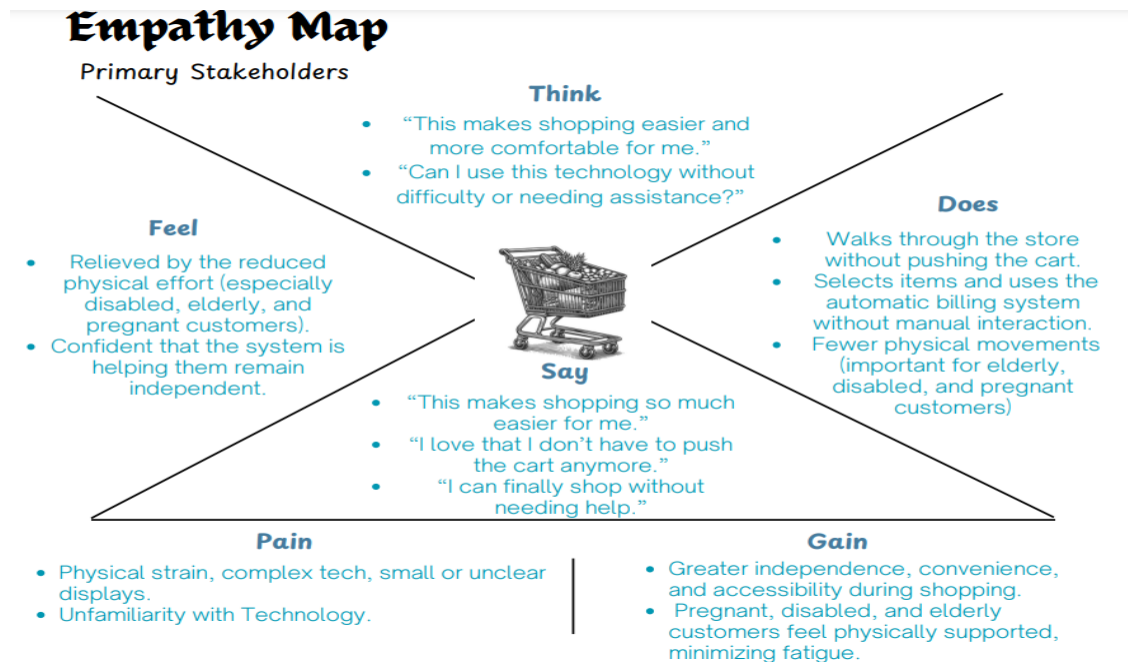 Empathy Map
Primary Stakeholders
Think
• “This makes shopping easier and
more comfortable for me.”
• “Can I use this technology without
difficulty or needing assistance?”
Feel
• Relieved by the reduced
physical effort (especially
disabled, elderly, and
pregnant customers).
• Confident that the system is
helping them remain
independent.
Does
• Walks through the store
without pushing the cart.
• Selects items and uses the
automatic billing system
without manual interaction.
• Fewer physical movements
(important for elderly,
disabled, and pregnant
customers)
Say
• “This makes shopping so much
easier for me.”
• “I love that I don’t have to push
the cart anymore.”
• “I can finally shop without
needing help.”
Pain
• Physical strain, complex tech, small or unclear
displays.
• Unfamiliarity with Technology.
Gain
• Greater independence, convenience,
and accessibility during shopping.
• Pregnant, disabled, and elderly
customers feel physically supported,
minimizing fatigue.